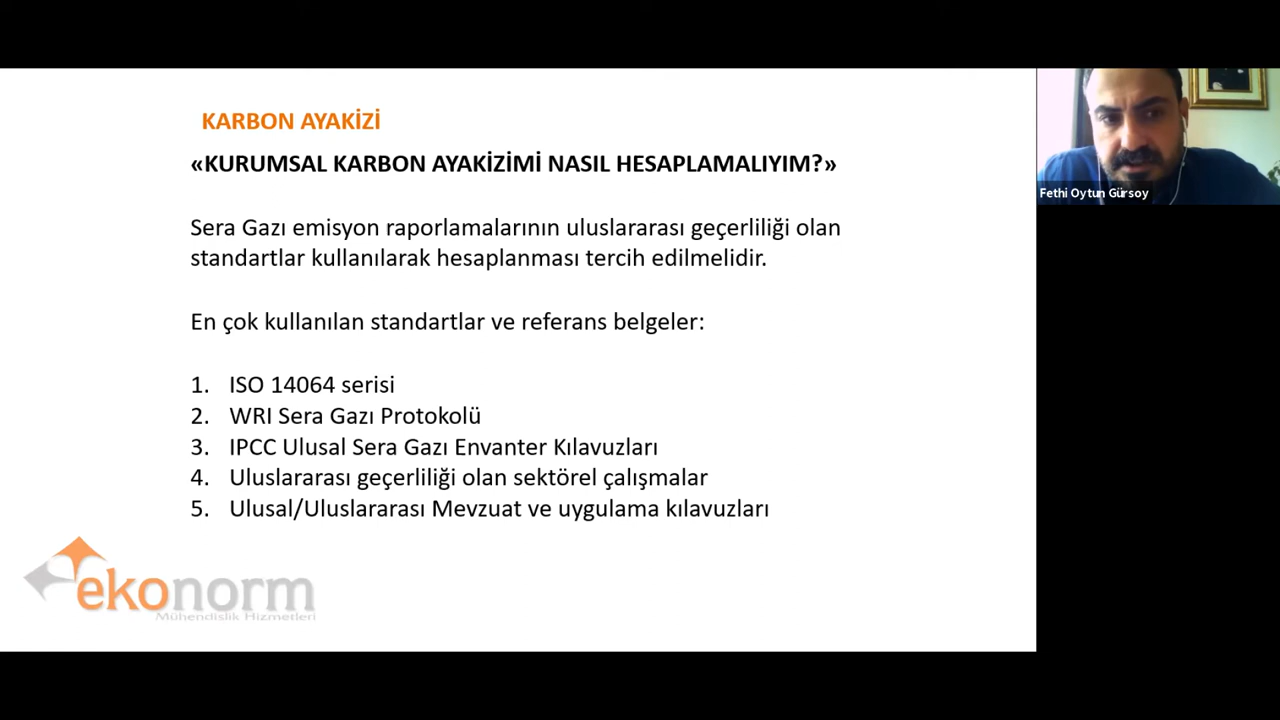 KARBON AYAKİZİ
«KURUMSAL KARBON AYAKİZİMİ NASIL HESAPLAMALIYIM?»
Sera Gazı emisyon raporlamalarının uluslararası geçerliliği olan
standartlar kullanılarak hesaplanması tercih edilmelidir.
En çok kullanılan standartlar ve referans belgeler:
1. ISO 14064 serisi
2. WRI Sera Gazı Protokolü
3. IPCC Ulusal Sera Gazı Envanter Kılavuzları
4. Uluslararası geçerliliği olan sektörel çalışmalar
5. Ulusal/Uluslararası Mevzuat ve uygulama kılavuzları
ekonorm
Mühendislik Hizmetleri
Fethi Oytun Gürsoy